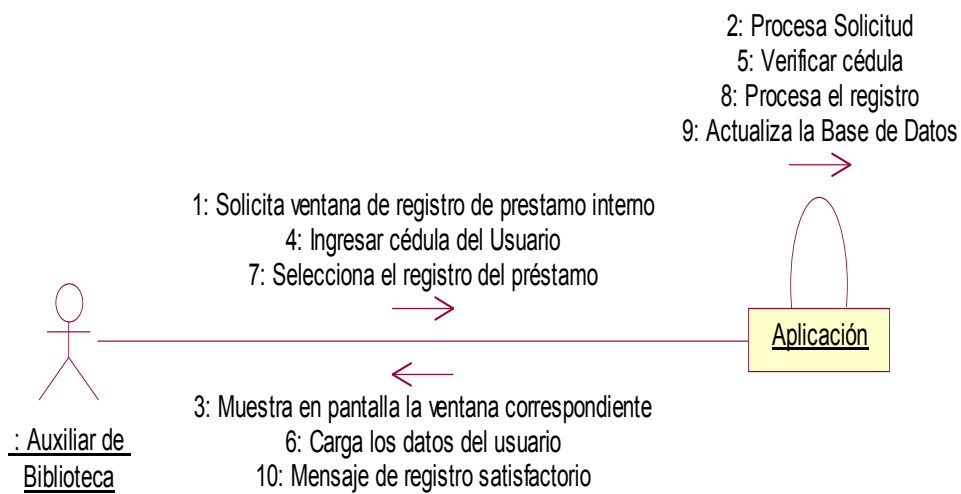 2: Procesa Solicitud
5: Verificar cédula
8: Procesa el registro
9: Actualiza la Base de Datos
1: Solicita ventana de registro de prestamo interno
4: Ingresar cédula del Usuario
7: Selecciona el registro del préstamo
Aplicación
3: Muestra en pantalla la ventana correspondiente
6: Carga los datos del usuario
10: Mensaje de registro satisfactorio
: Auxiliar de
Biblioteca